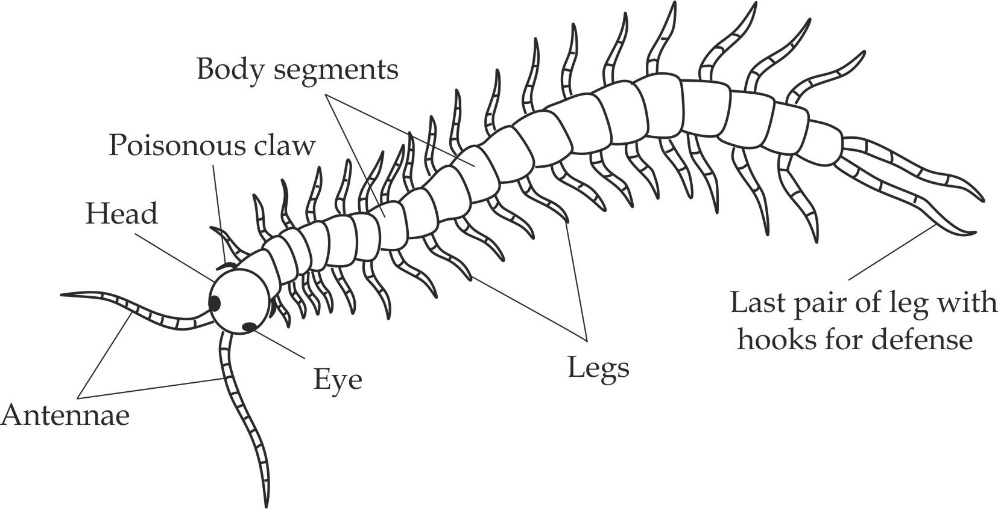 Body segments
Poisonous claw
Head
Antennae
Eye
Legs
Last pair of leg with
hooks for defense